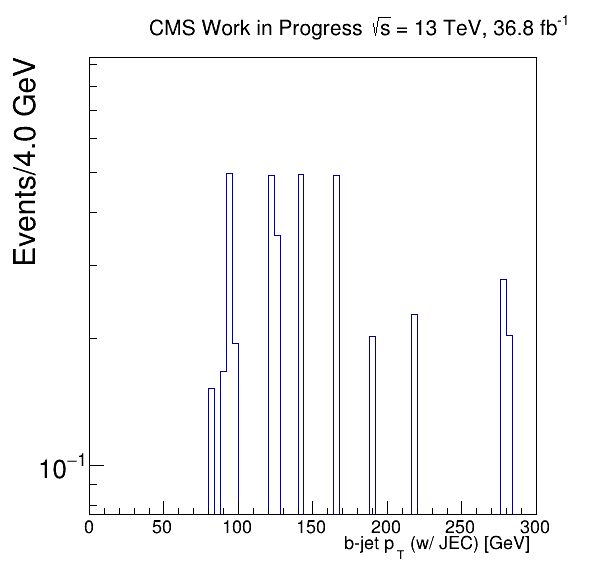 CMS Work in Progress √s = 13 TeV, 36.8 fb⁻¹
Events/4.0 GeV
10⁻¹
0 50 100 150 200 250 300
b-jet p_T (w/ JEC) [GeV]